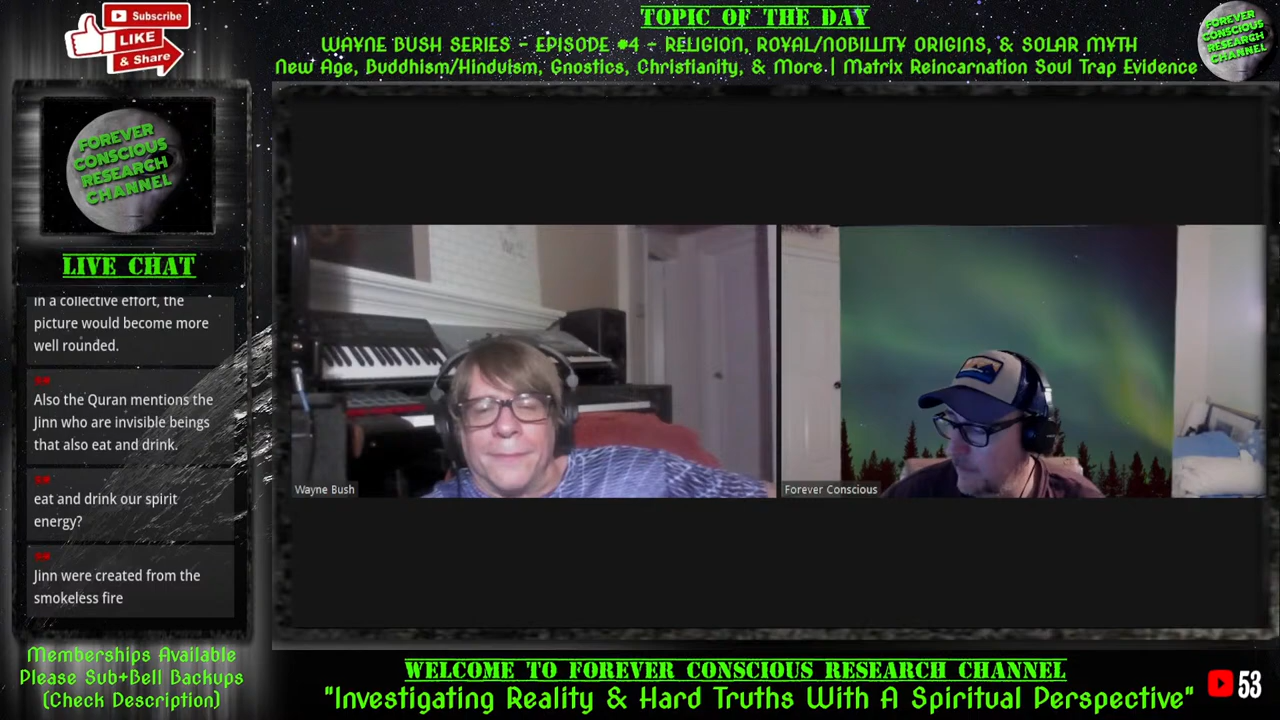 Subscribe
LIKE
& Share
TOPIC OF THE DAY
WAYNE BUSH SERIES - EPISODE #4 - RELIGION, ROYAL/NOBILLITY ORIGINS, & SOLAR MYTH
New Age, Buddhism/Hinduism, Gnostics, Christianity, & More | Matrix Reincarnation Soul Trap Evidence
FOREVER
CONSCIOUS
RESEARCH
CHANNEL
FOREVER
CONSCIOUS
RESEARCH
CHANNEL
LIVE CHAT
in a collective effort, the
picture would become more
well rounded.
Also the Quran mentions the
Jinn who are invisible beings
that also eat and drink.
eat and drink our spirit
energy?
Jinn were created from the
smokeless fire
Wayne Bush
Forever Conscious
Memberships Available
Please Sub+Bell Backups
(Check Description)
WELCOME TO FOREVER CONSCIOUS RESEARCH CHANNEL
"Investigating Reality & Hard Truths With A Spiritual Perspective"
53